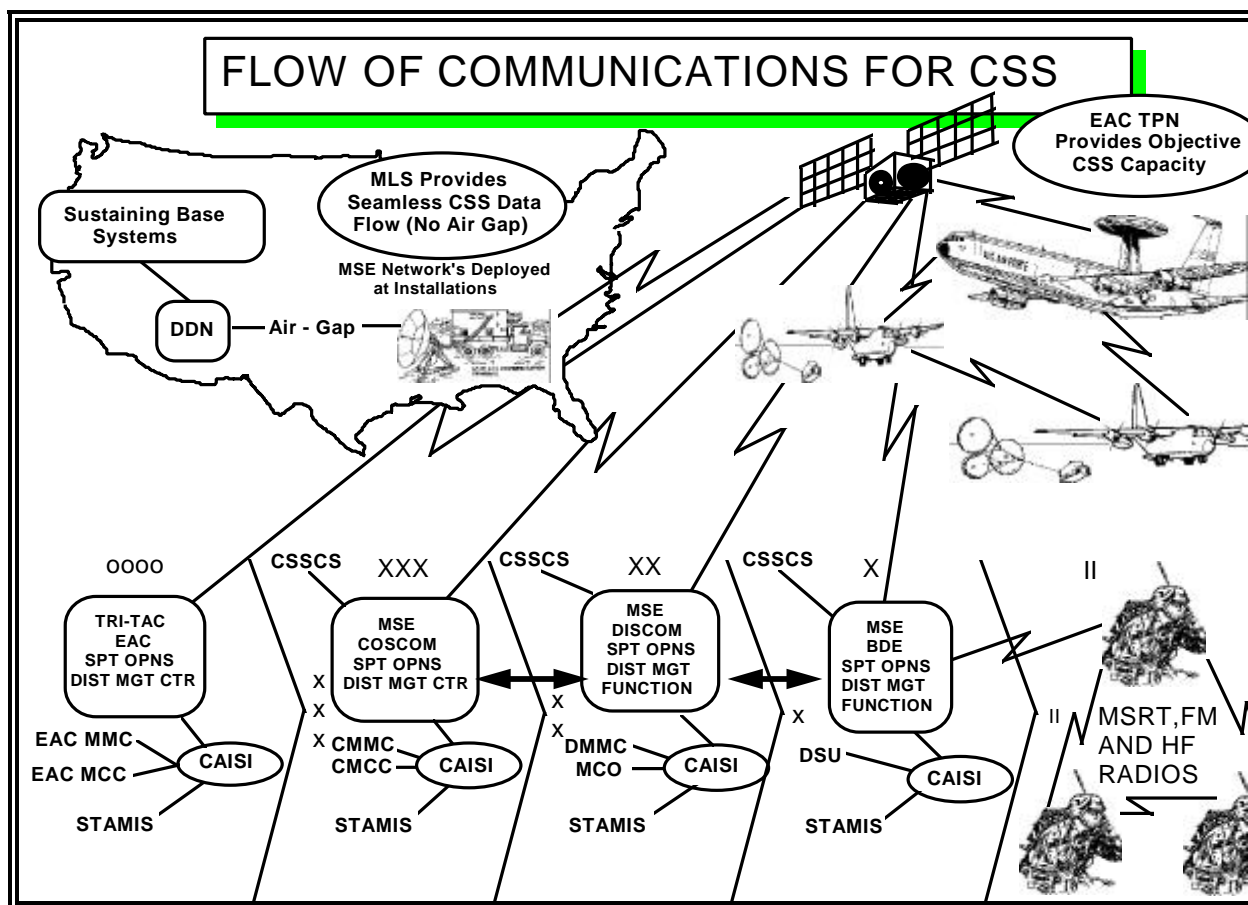 FLOW OF COMMUNICATIONS FOR CSS
EAC TPN
Provides Objective
CSS Capacity
MLS Provides
Seamless CSS Data
Flow (No Air Gap)
Sustaining Base
Systems
MSE Network's Deployed
at Installations
DDN
Air - Gap
OOOO
CSSCS
XXX
CSSCS
XX
CSSCS
X
II
TRI-TAC
EAC
SPT OPNS
DIST MGT CTR
MSE
COSCOM
SPT OPNS
DIST MGT CTR
MSE
DISCOM
SPT OPNS
DIST MGT
FUNCTION
MSE
BDE
SPT OPNS
DIST MGT
FUNCTION
X
X
X
X
X
X
II
MSRT,FM
AND HF
RADIOS
EAC MMC
EAC MCC
CAISI
STAMIS
CMMC
CMCC
CAISI
STAMIS
DMMC
MCO
CAISI
STAMIS
DSU
CAISI
STAMIS